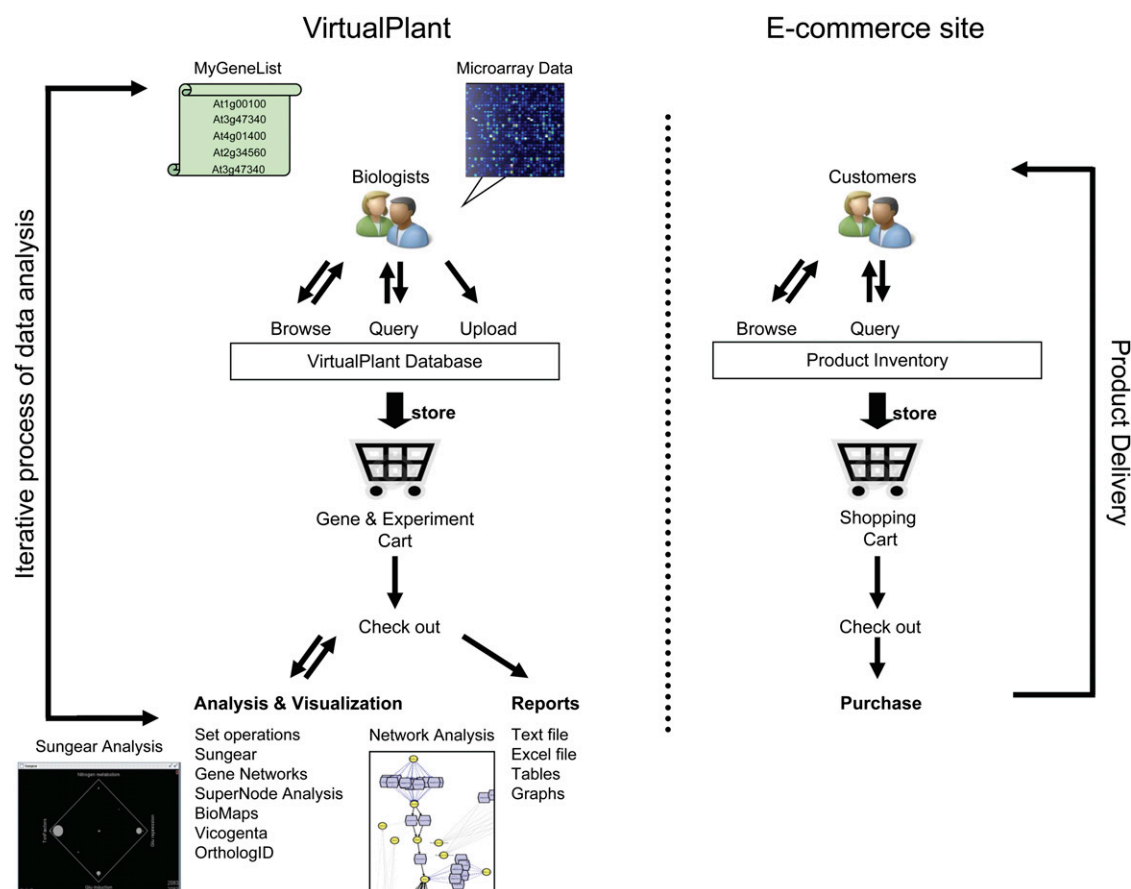 VirtualPlant
E-commerce site
MyGeneList
Microarray Data
At1g00100
At3g47340
At4g01400
At2g34560
At3g47340
Biologists
Customers
Iterative process of data analysis
Browse
Query
Upload
VirtualPlant Database
Browse
Query
Product Inventory
Product Delivery
store
store
Gene & Experiment
Cart
Shopping
Cart
Check out
Check out
Analysis & Visualization
Reports
Purchase
Set operations
Sungear
Gene Networks
SuperNode Analysis
BioMaps
Vicogenta
OrthologID
Network Analysis
Text file
Excel file
Tables
Graphs
Sungear Analysis
Nitrogen metabolism